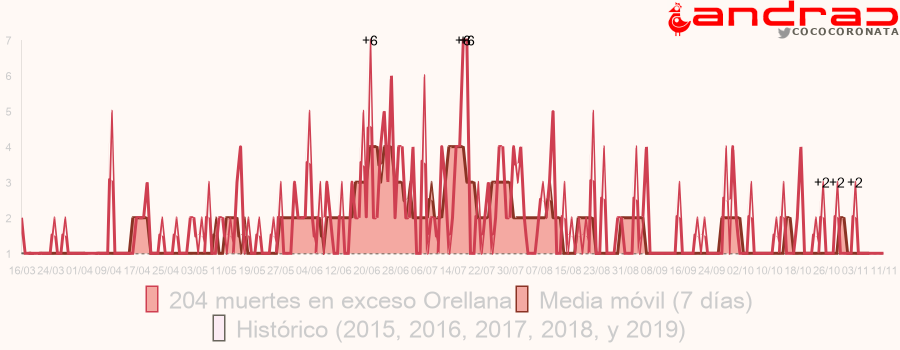 andrab
COCOCORONATA
+6 +6 +6
7
6
5
4
3
2
1
+2 +2 +2
16/03 24/03 01/04 09/04 17/04 25/04 03/05 11/05 19/05 27/05 04/06 12/06 20/06 28/06 06/07 14/07 22/07 30/07 07/08 15/08 23/08 31/08 08/09 16/09 24/09 02/10 10/10 18/10 26/10 03/11 11/11
204 muertes en exceso Orellana Media móvil (7 días)
Histórico (2015, 2016, 2017, 2018, y 2019)